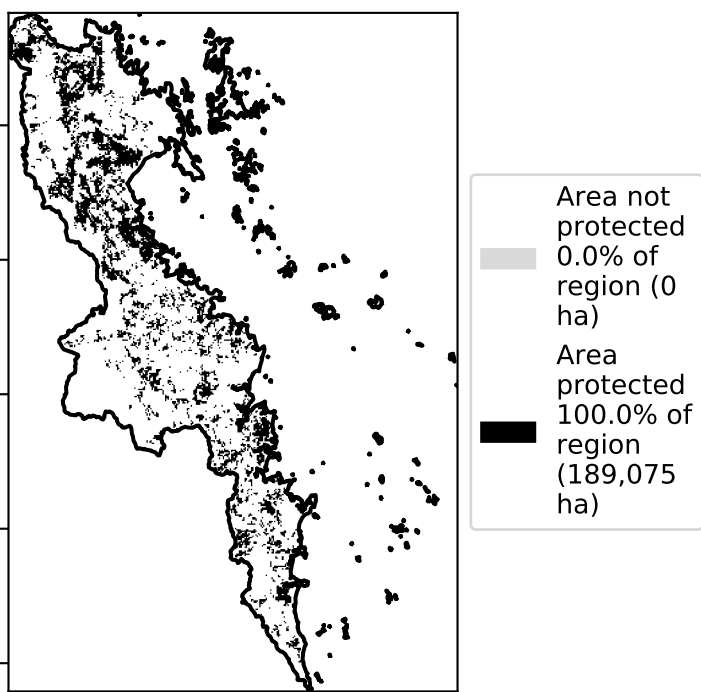 Area not
protected
0.0% of
region (0
ha)
Area
protected
100.0% of
region
(189,075
ha)